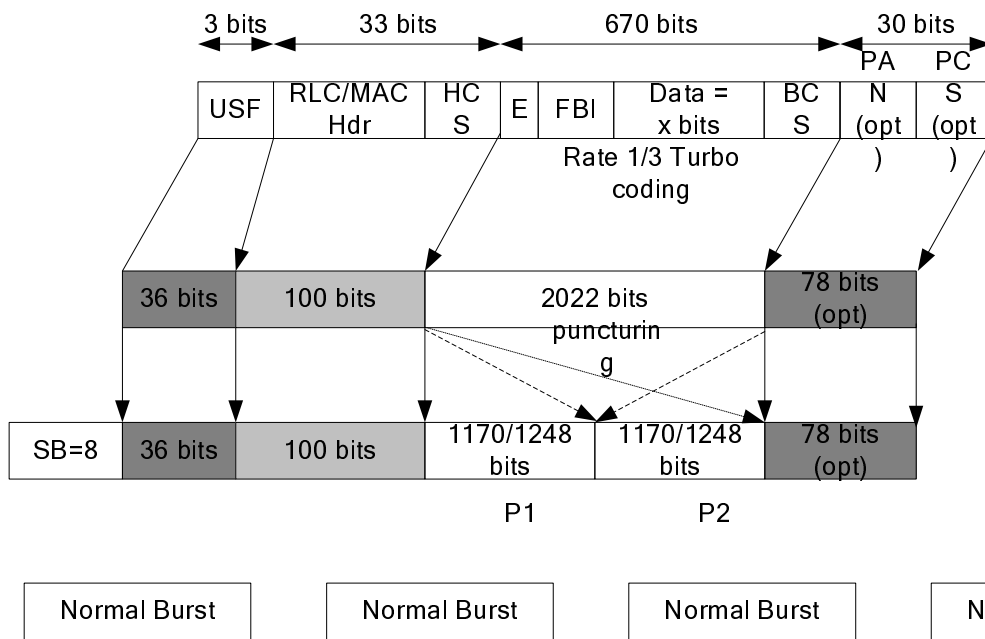 3 bits
33 bits
670 bits
30 bits
USF
RLC/MAC
Hdr
HC
S
E
FBI
Data =
x bits
BC
S
PA
N
(opt
)
PC
S
(opt
)
Rate 1/3 Turbo
coding
36 bits
100 bits
2022 bits
78 bits
(opt)
puncturin
g
SB=8
36 bits
100 bits
1170/1248
bits
1170/1248
bits
78 bits
(opt)
P1
P2
Normal Burst
Normal Burst
Normal Burst
N